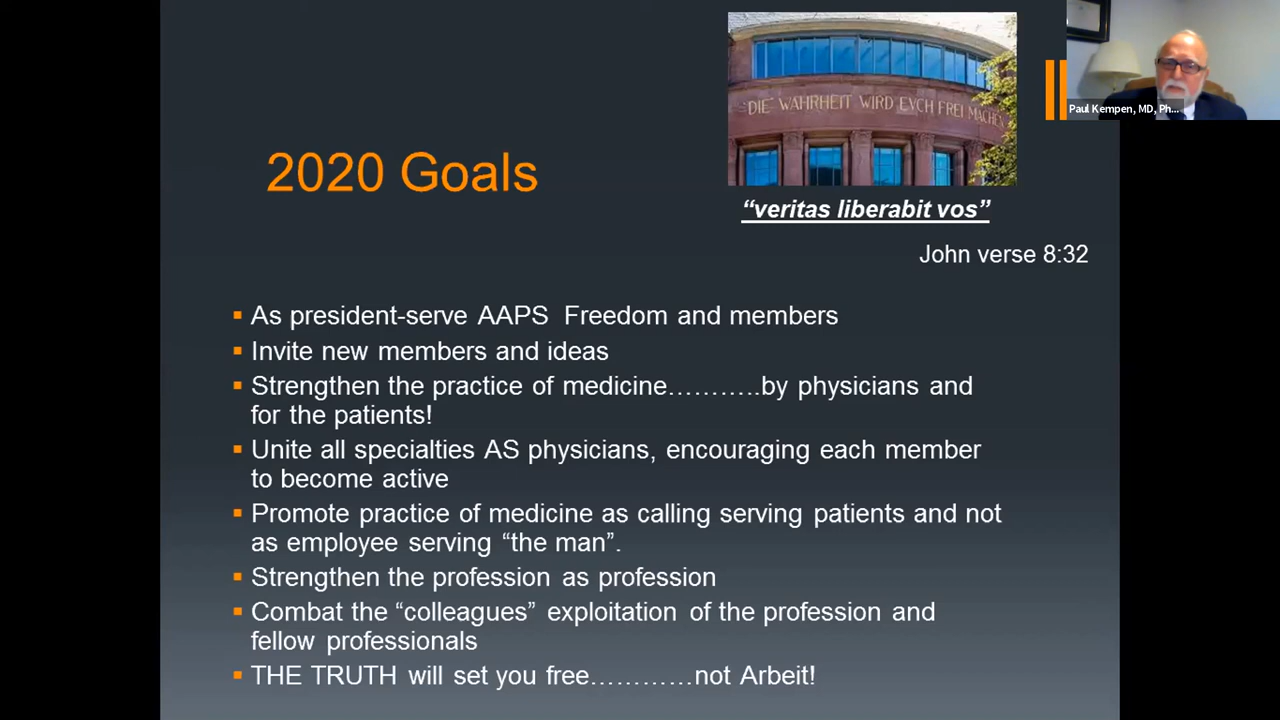 DIE WAHRHEIT WIRD EVCH FREI MACHEN
Paul Kempen, MD, Ph...
2020 Goals
“veritas liberabit vos”
John verse 8:32
As president-serve AAPS Freedom and members
Invite new members and ideas
Strengthen the practice of medicine………..by physicians and
for the patients!
Unite all specialties AS physicians, encouraging each member
to become active
Promote practice of medicine as calling serving patients and not
as employee serving “the man”.
Strengthen the profession as profession
Combat the “colleagues” exploitation of the profession and
fellow professionals
THE TRUTH will set you free…………not Arbeit!